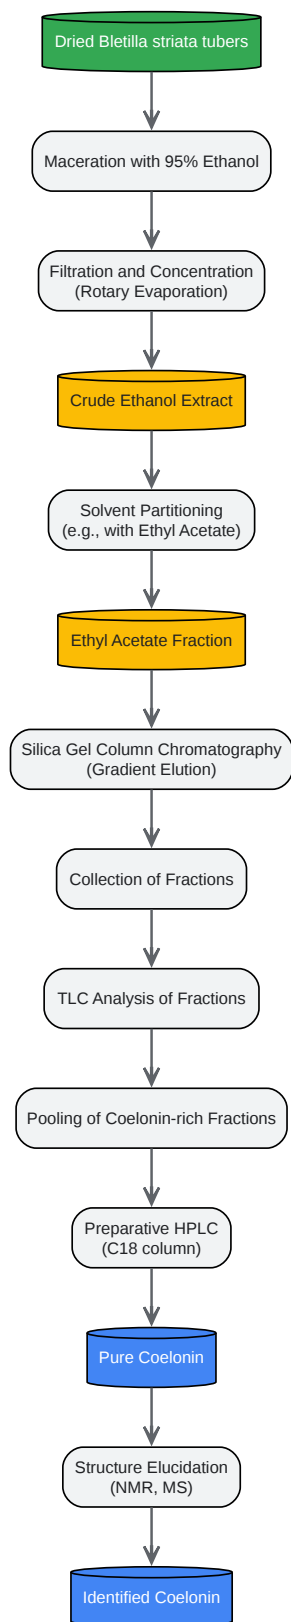 Dried Bletilla striata tubers
Maceration with 95% Ethanol
Filtration and Concentration
(Rotary Evaporation)
Crude Ethanol Extract
Solvent Partitioning
(e.g., with Ethyl Acetate)
Ethyl Acetate Fraction
Silica Gel Column Chromatography
(Gradient Elution)
Collection of Fractions
TLC Analysis of Fractions
Pooling of Coelonin-rich Fractions
Preparative HPLC
(C18 column)
Pure Coelonin
Structure Elucidation
(NMR, MS)
Identified Coelonin